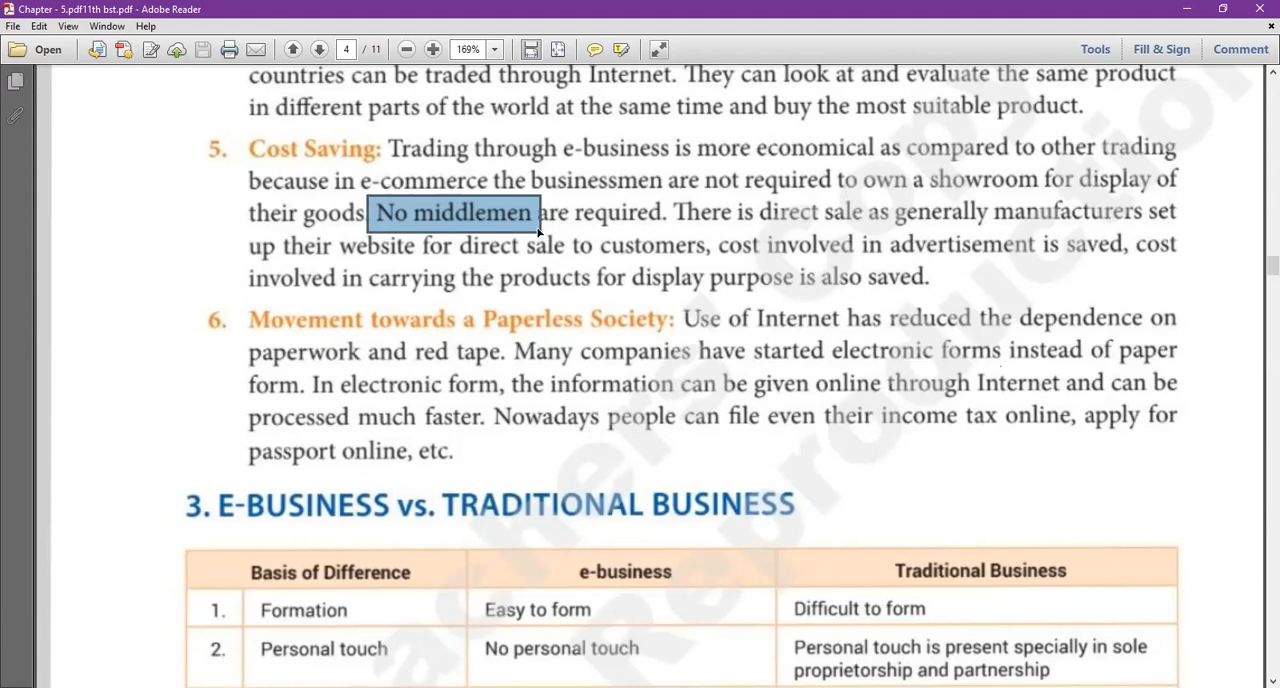 Chapter - 5.pdf11th bst.pdf - Adobe Reader
File Edit View Window Help
Open 4 / 11 169% Tools Fill & Sign Comment
countries can be traded through Internet. They can look at and evaluate the same product
in different parts of the world at the same time and buy the most suitable product.
5. Cost Saving: Trading through e-business is more economical as compared to other trading
because in e-commerce the businessmen are not required to own a showroom for display of
their goods. No middlemen are required. There is direct sale as generally manufacturers set
up their website for direct sale to customers, cost involved in advertisement is saved, cost
involved in carrying the products for display purpose is also saved.
6. Movement towards a Paperless Society: Use of Internet has reduced the dependence on
paperwork and red tape. Many companies have started electronic forms instead of paper
form. In electronic form, the information can be given online through Internet and can be
processed much faster. Nowadays people can file even their income tax online, apply for
passport online, etc.
3. E-BUSINESS vs. TRADITIONAL BUSINESS
Basis of Difference e-business Traditional Business
1. Formation Easy to form Difficult to form
2. Personal touch No personal touch Personal touch is present specially in sole
proprietorship and partnership